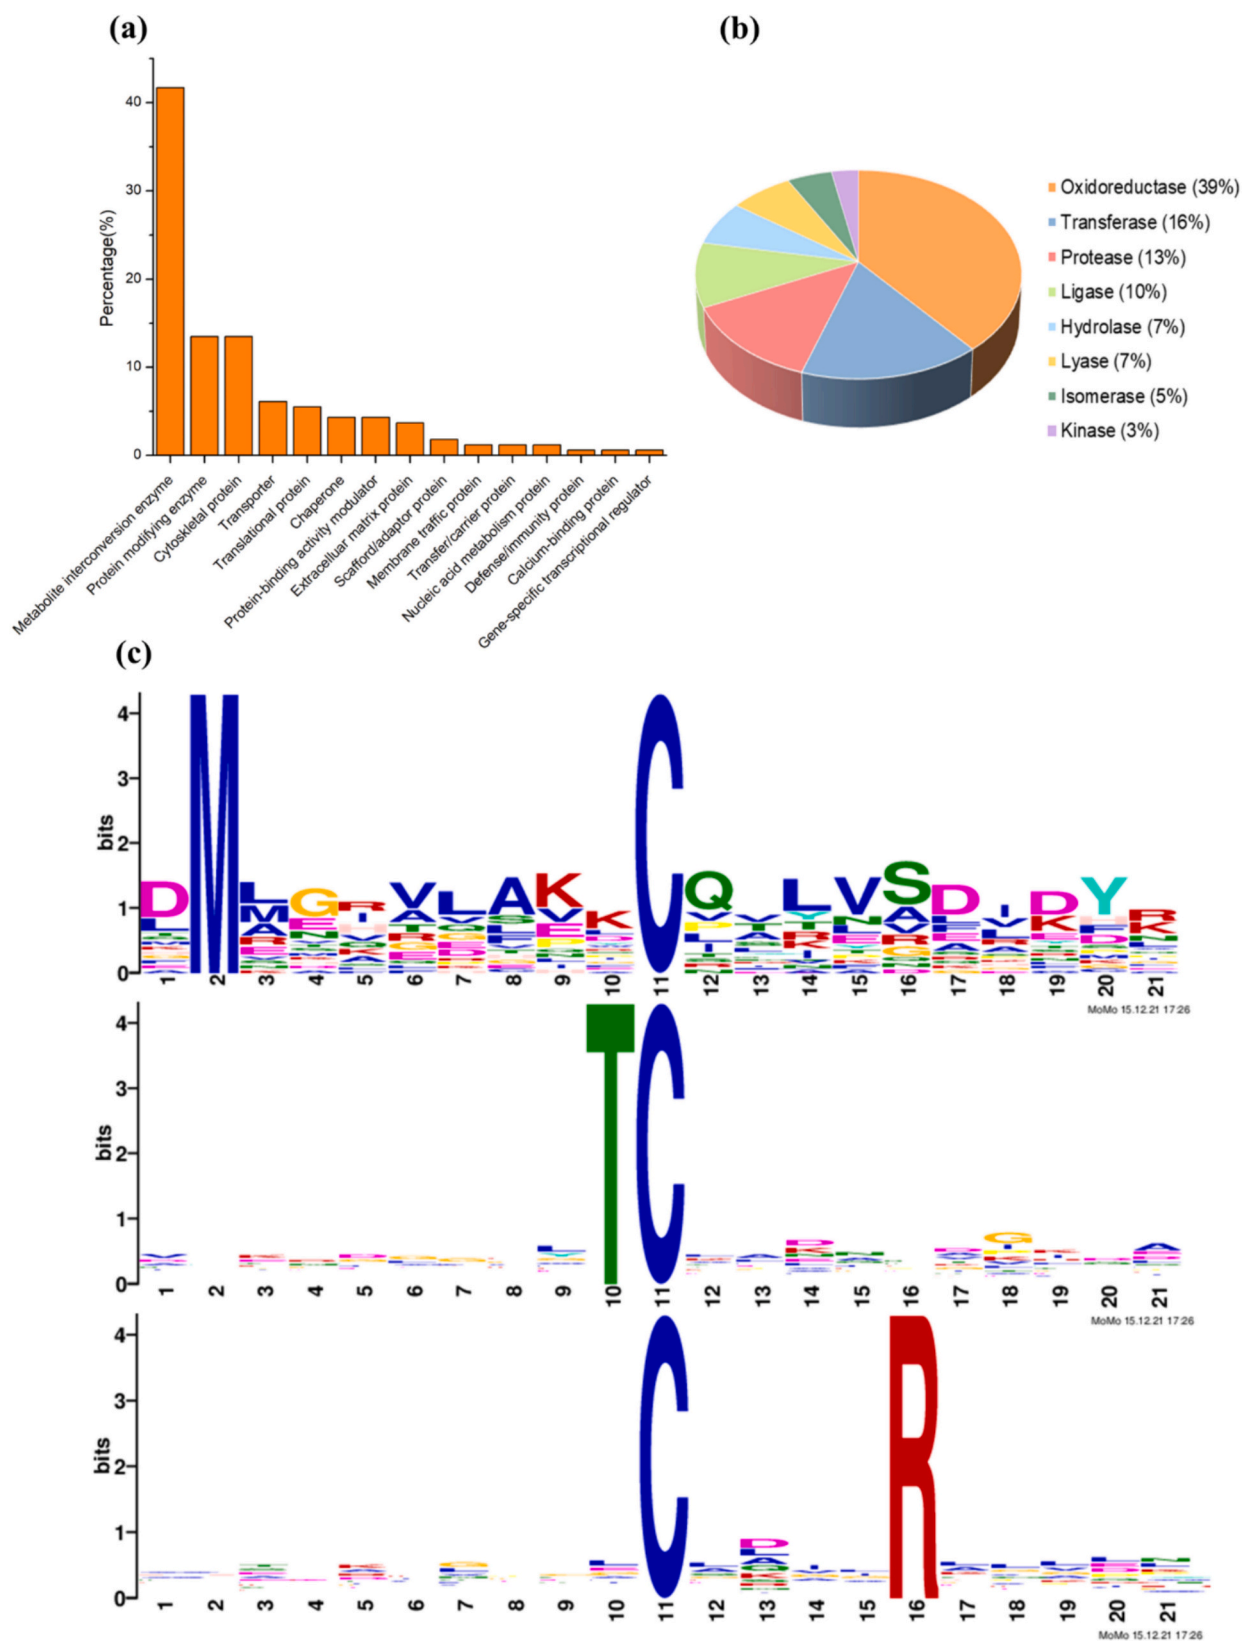 (a)
(b)
40
30
20
10
0
Percentage(%)
Metabolite interconversion enzyme
Protein modifying enzyme
Cytoskletal protein
Transporter
Translational protein
Chaperone
Protein-binding activity modulator
Extracelluar matrix protein
Scafford/adaptor protein
Membrane traffic protein
Transfer/carrier protein
Nucleic acid metabolism protein
Defense/immunity protein
Calcium-binding protein
Gene-specific transcriptional regulator
Oxidoreductase (39%)
Transferase (16%)
Protease (13%)
Ligase (10%)
Hydrolase (7%)
Lyase (7%)
Isomerase (5%)
Kinase (3%)
(c)
bits
4
3
2
1
0
D M L G V L A K K C Q L V S D D Y R
1 2 3 4 5 6 7 8 9 10 11 12 13 14 15 16 17 18 19 20 21
MoMo 15.12.21 17:26
bits
4
3
2
1
0
T C
1 2 3 4 5 6 7 8 9 10 11 12 13 14 15 16 17 18 19 20 21
MoMo 15.12.21 17:26
bits
4
3
2
1
0
C R
1 2 3 4 5 6 7 8 9 10 11 12 13 14 15 16 17 18 19 20 21
MoMo 15.12.21 17:26